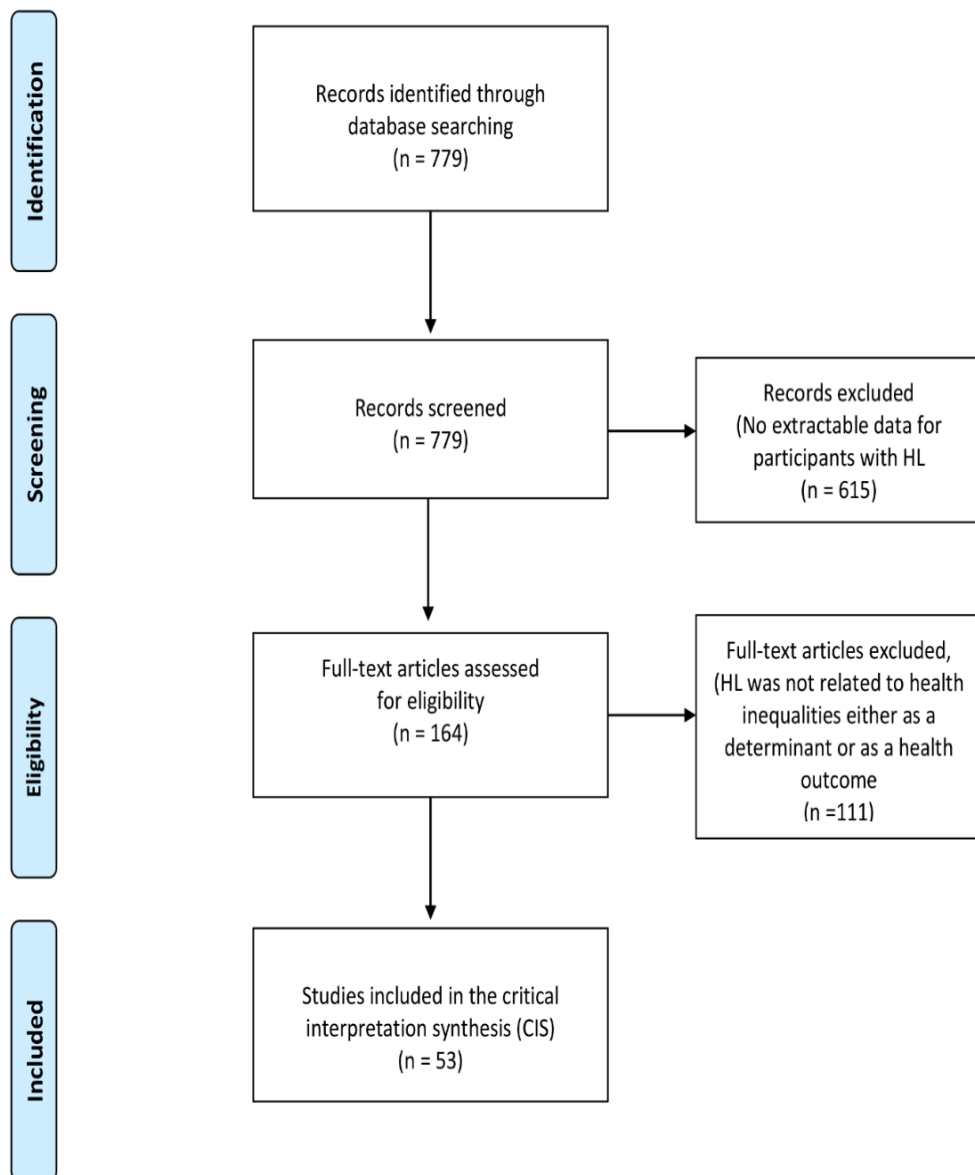 Identification
Records identified through
database searching
(n = 779)
Screening
Records screened
(n = 779)
Records excluded
(No extractable data for
participants with HL
(n = 615)
Eligibility
Full-text articles assessed
for eligibility
(n = 164)
Full-text articles excluded,
(HL was not related to health
inequalities either as a
determinant or as a health
outcome
(n =111)
Included
Studies included in the critical
interpretation synthesis (CIS)
(n = 53)